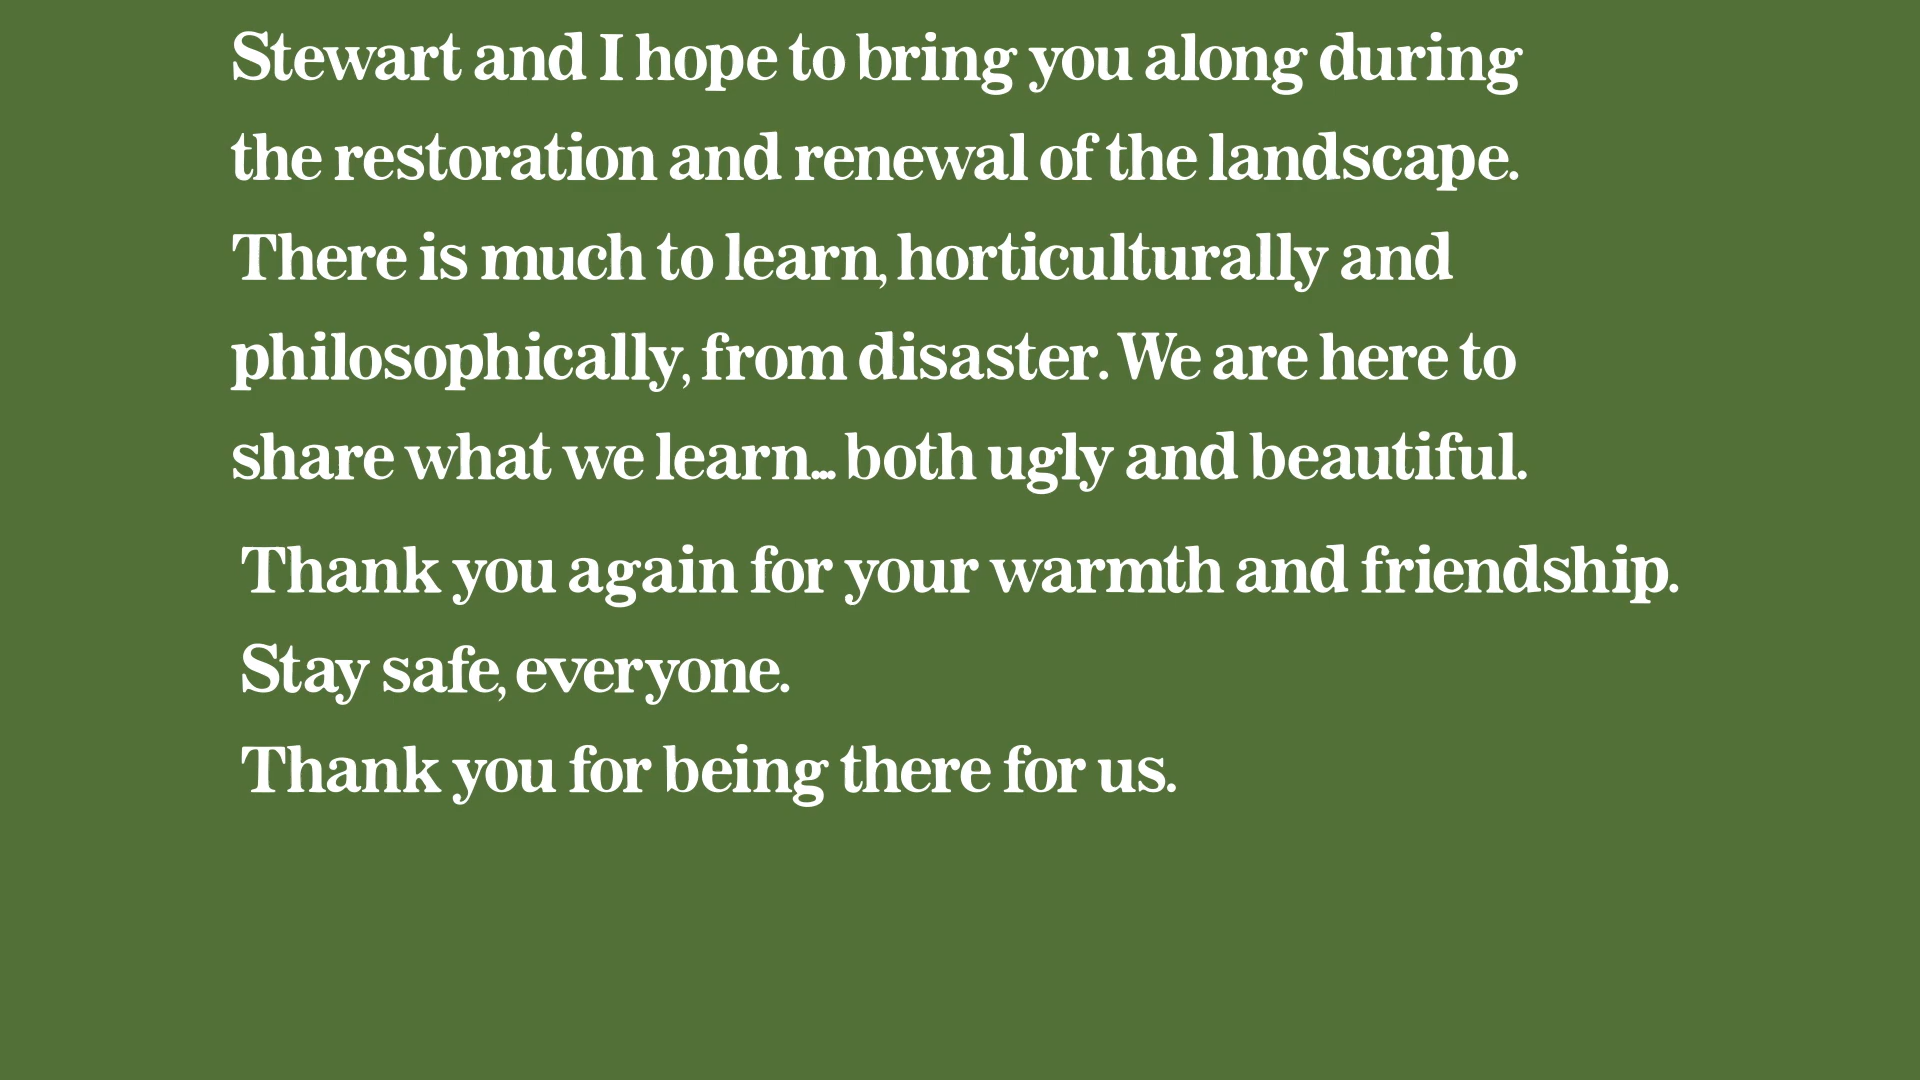 Stewart and I hope to bring you along during
the restoration and renewal of the landscape.
There is much to learn, horticulturally and
philosophically, from disaster. We are here to
share what we learn... both ugly and beautiful.
Thank you again for your warmth and friendship.
Stay safe, everyone.
Thank you for being there for us.